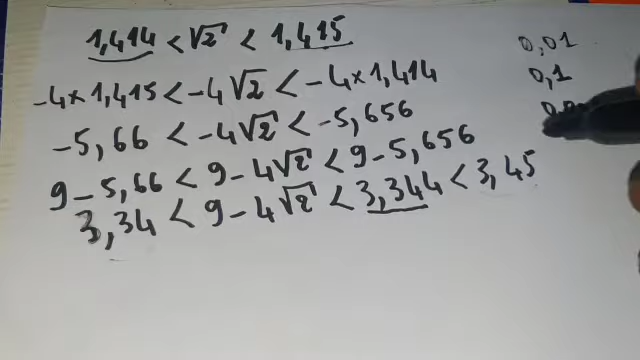 1,414 < √2 < 1,415
-4×1,415 < -4√2 < -4×1,414
-5,66 < -4√2 < -5,656
9-5,66 < 9-4√2 < 9-5,656
3,34 < 9-4√2 < 3,344 < 3,45
0,01
0,1